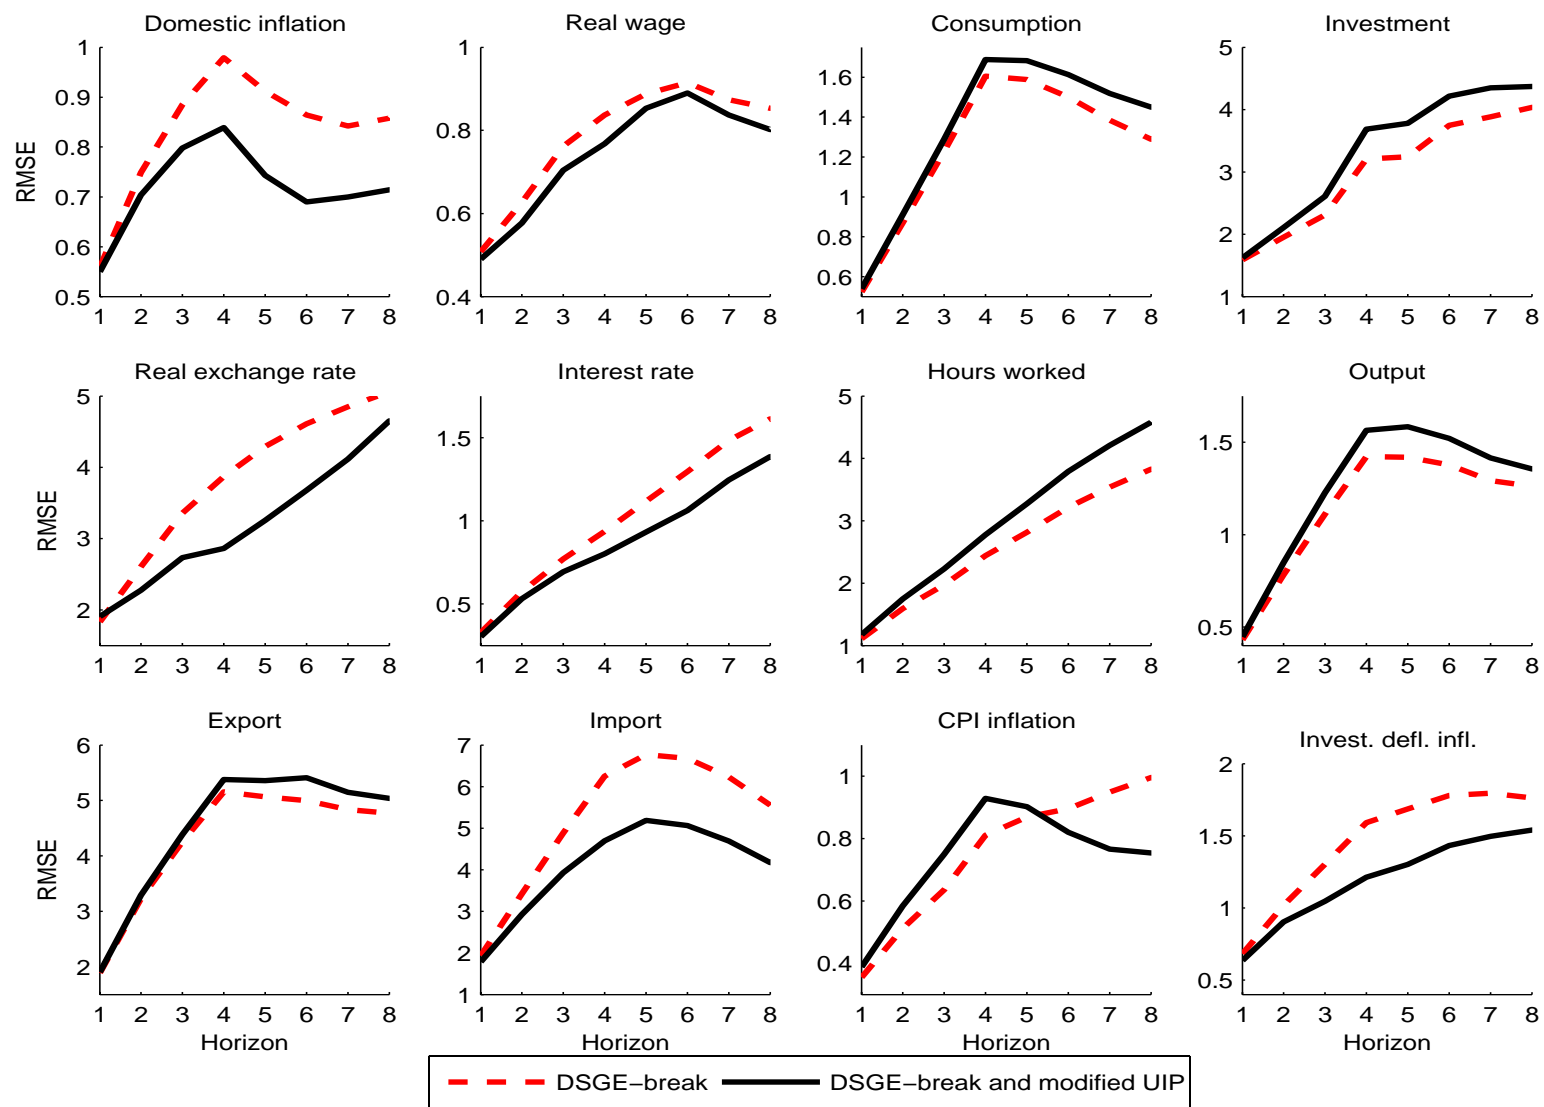 Domestic inflation
Real wage
Consumption
Investment
1
0.9
0.8
0.7
0.6
0.5
RMSE
1 2 3 4 5 6 7 8
1
0.8
0.6
0.4
1 2 3 4 5 6 7 8
1.6
1.4
1.2
1
0.8
0.6
1 2 3 4 5 6 7 8
5
4
3
2
1
1 2 3 4 5 6 7 8
Real exchange rate
Interest rate
Hours worked
Output
5
4
3
2
RMSE
1 2 3 4 5 6 7 8
1.5
1
0.5
1 2 3 4 5 6 7 8
5
4
3
2
1
1 2 3 4 5 6 7 8
1.5
1
0.5
1 2 3 4 5 6 7 8
Export
Import
CPI inflation
Invest. defl. infl.
6
5
4
3
2
RMSE
1 2 3 4 5 6 7 8
Horizon
7
6
5
4
3
2
1
1 2 3 4 5 6 7 8
Horizon
1
0.8
0.6
0.4
1 2 3 4 5 6 7 8
Horizon
2
1.5
1
0.5
1 2 3 4 5 6 7 8
Horizon
DSGE−break
DSGE−break and modified UIP